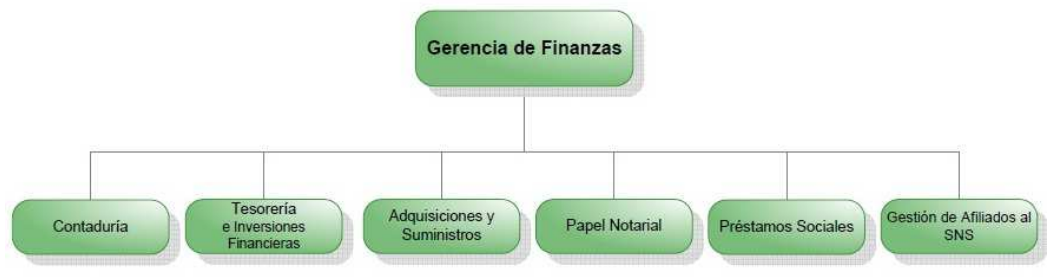 Gerencia de Finanzas
Contaduría
Tesorería
e Inversiones
Financieras
Adquisiciones y
Suministros
Papel Notarial
Préstamos Sociales
Gestión de Afiliados al
SNS